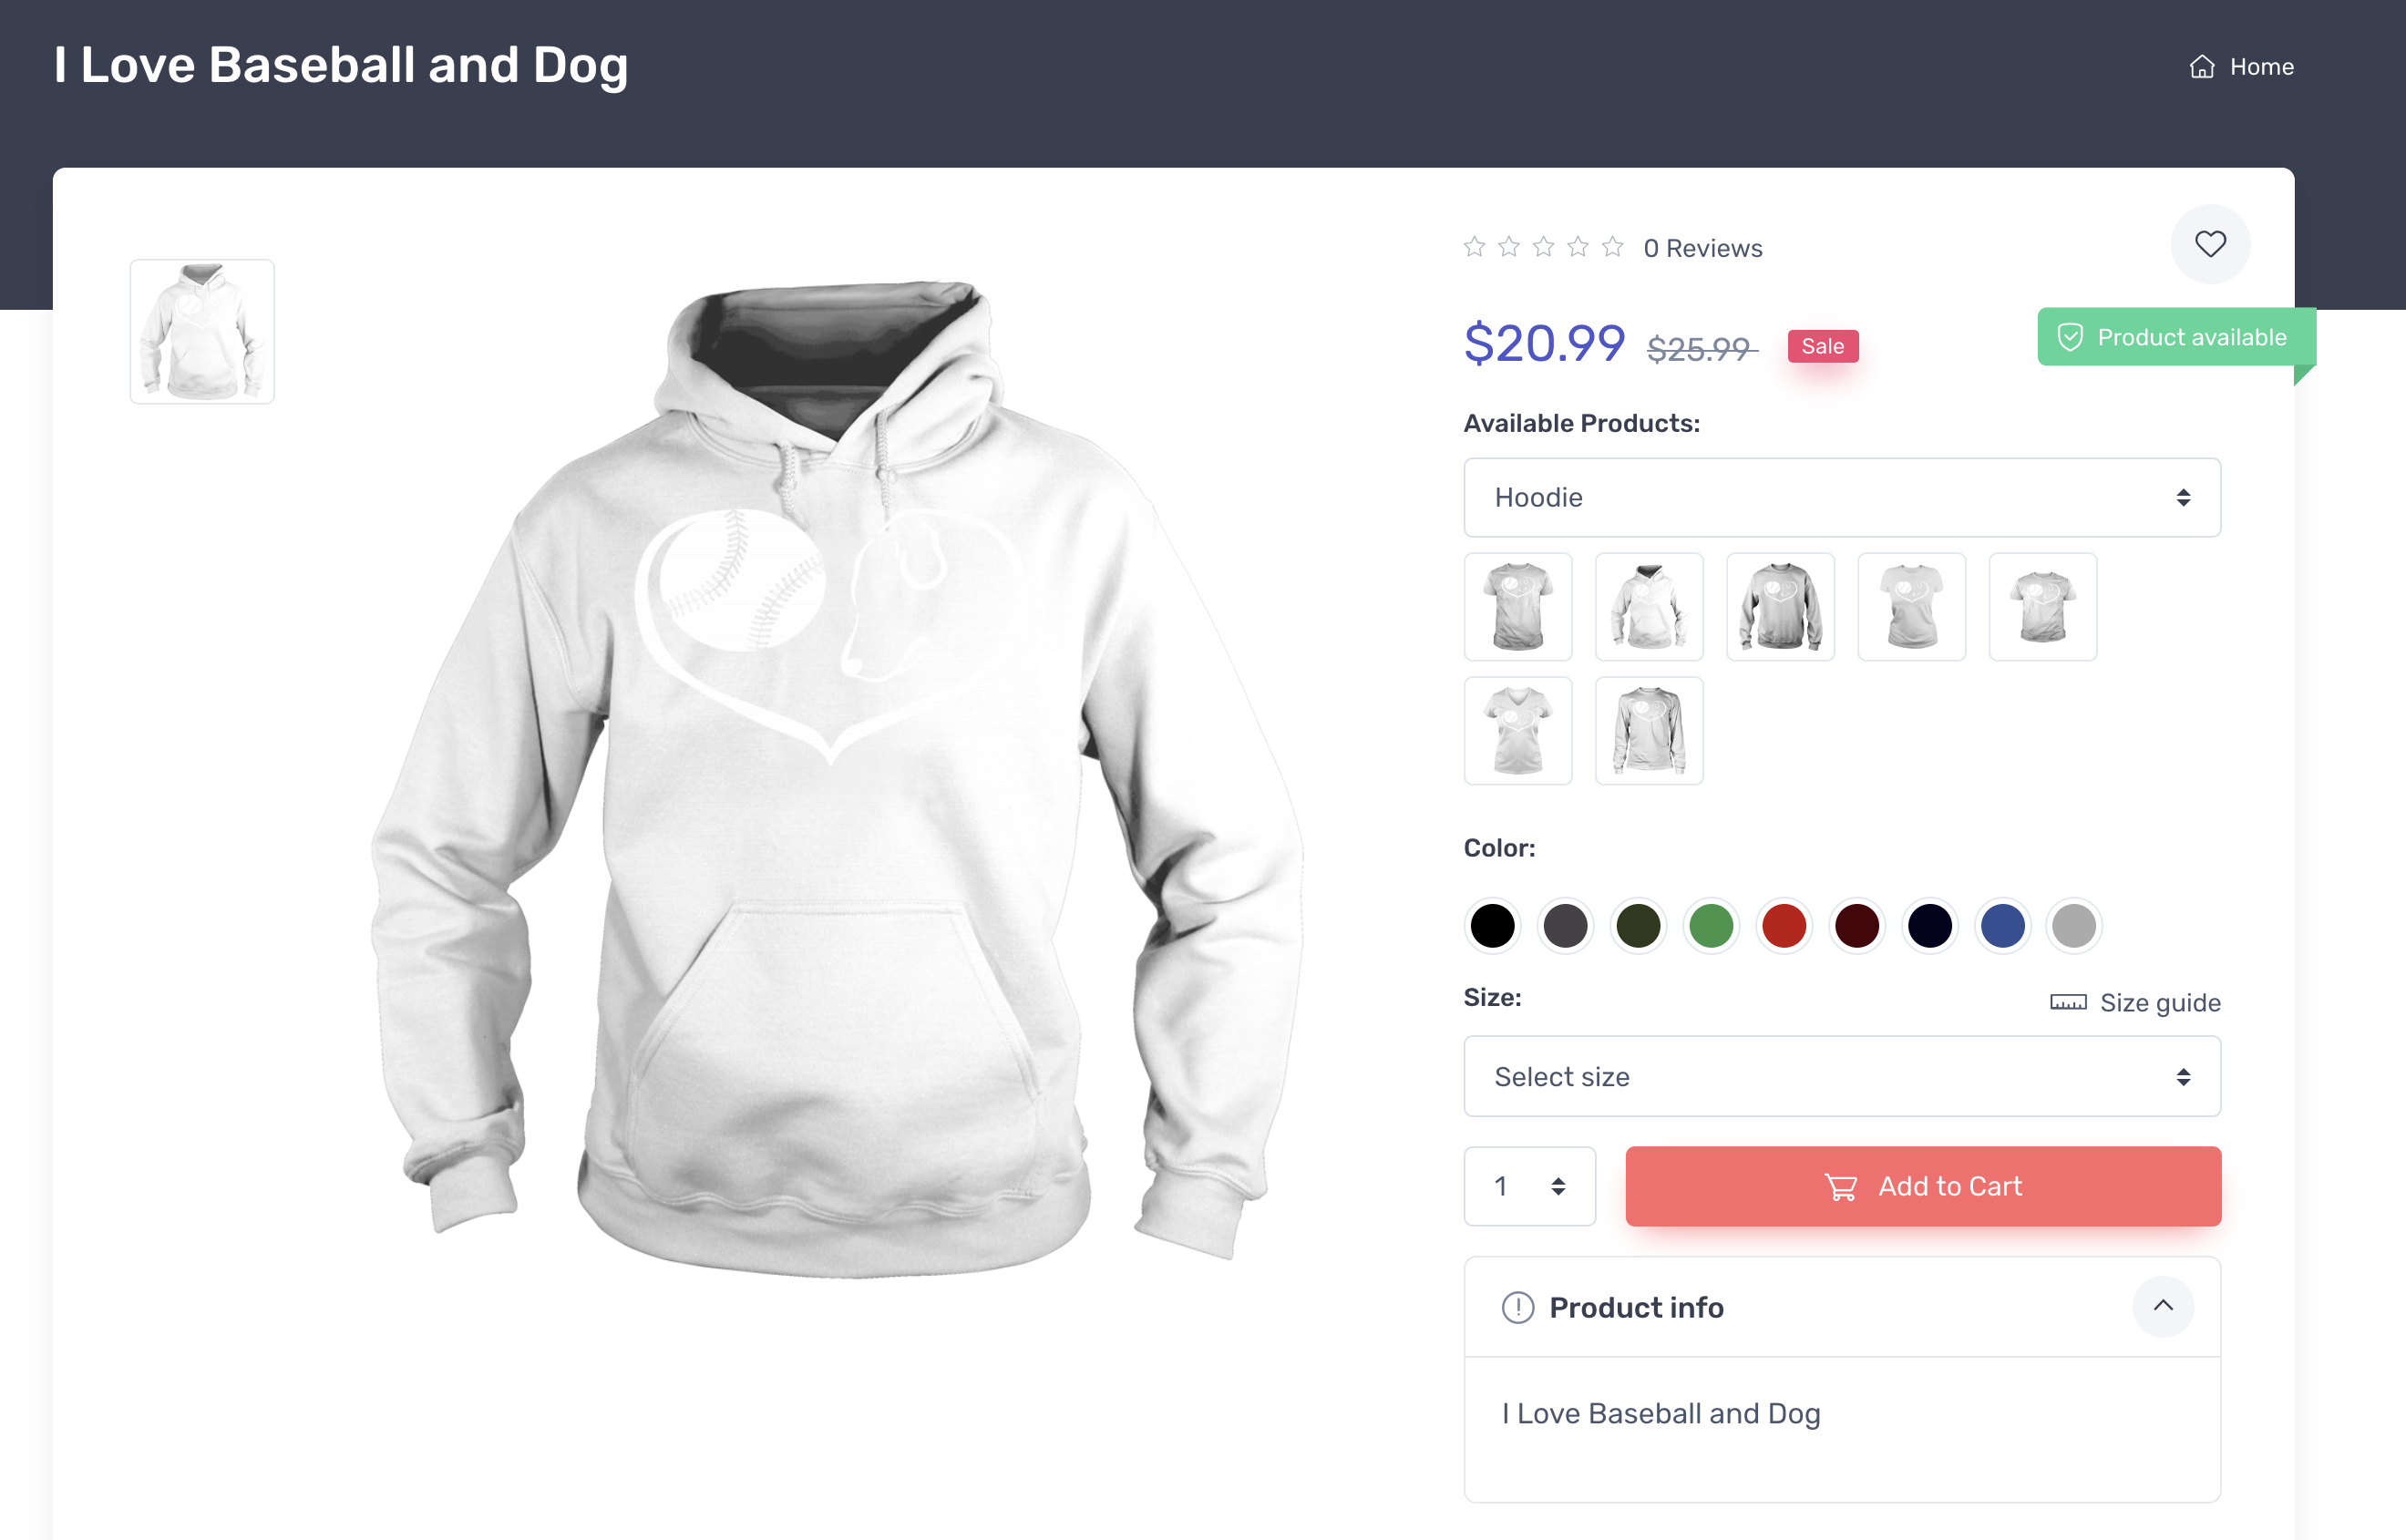 I Love Baseball and Dog
Home
0 Reviews
$20.99 $25.99 Sale
Product available
Available Products:
Hoodie
Color:
Size:
Size guide
Select size
1
Add to Cart
Product info
I Love Baseball and Dog